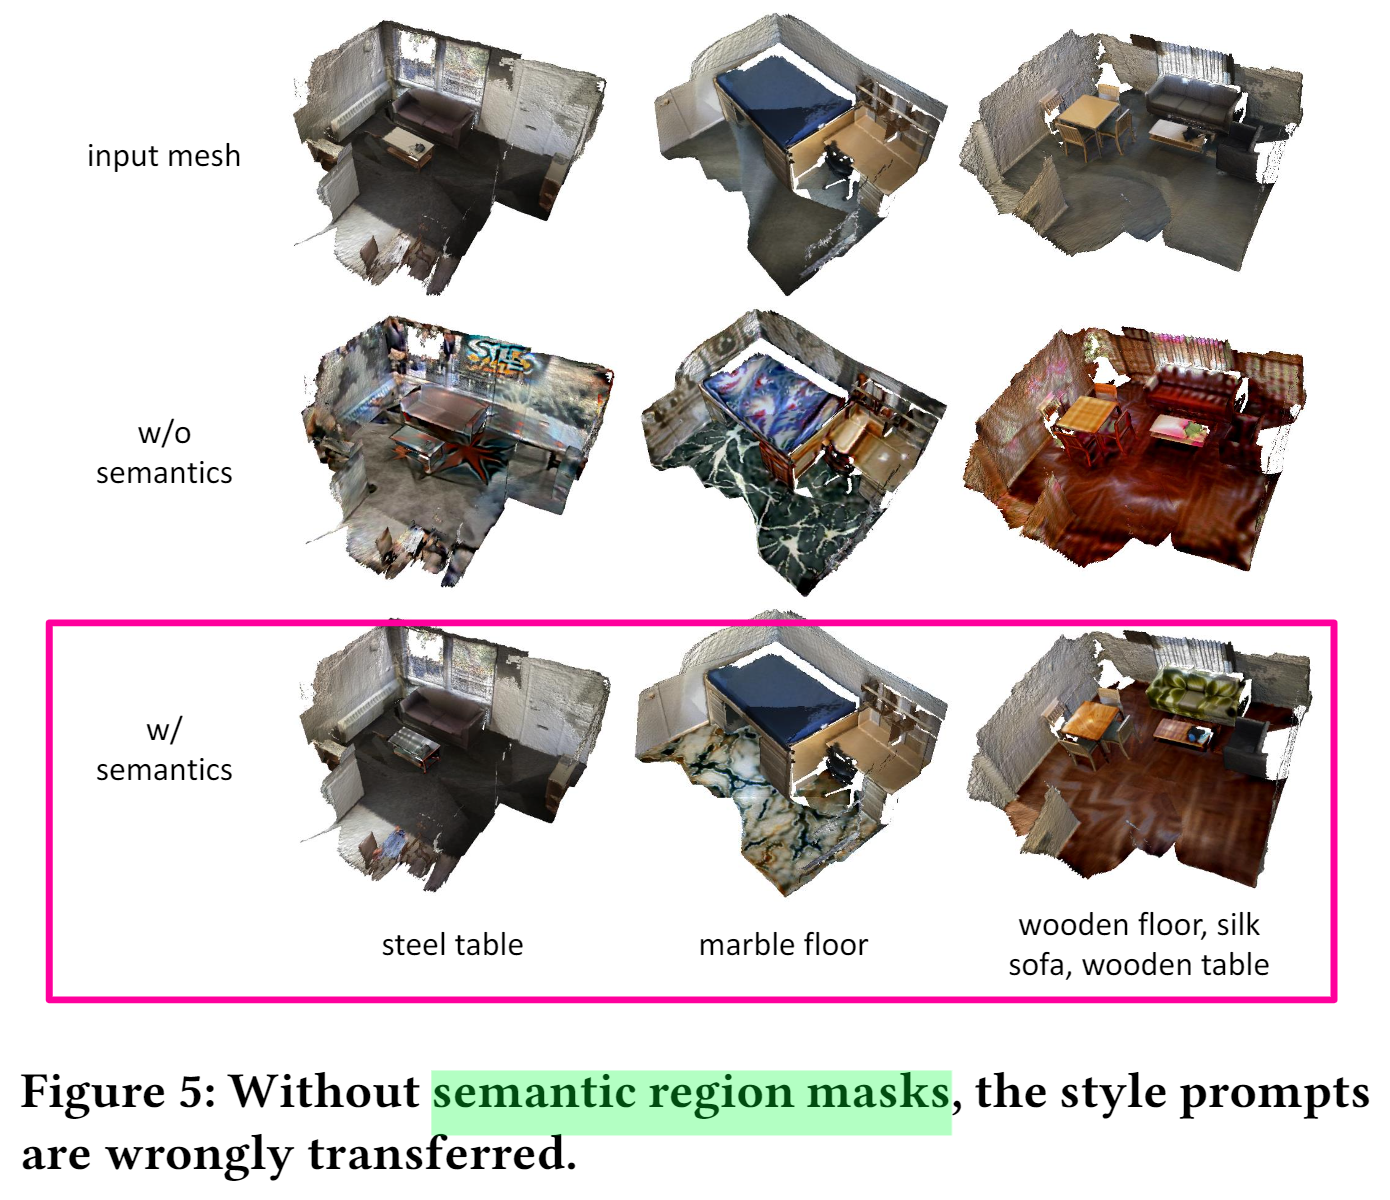 input mesh
w/o
semantics
w/
semantics
steel table
marble floor
wooden floor, silk
sofa, wooden table
Figure 5: Without semantic region masks, the style prompts
are wrongly transferred.